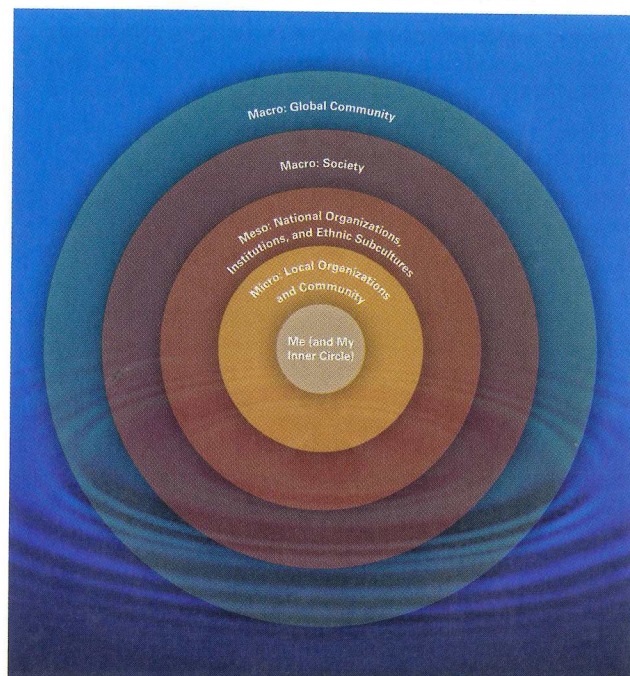 Macro: Global Community
Macro: Society
Meso: National Organizations,
Institutions, and Ethnic Subcultures
Micro: Local Organizations
and Community
Me (and My
Inner Circle)